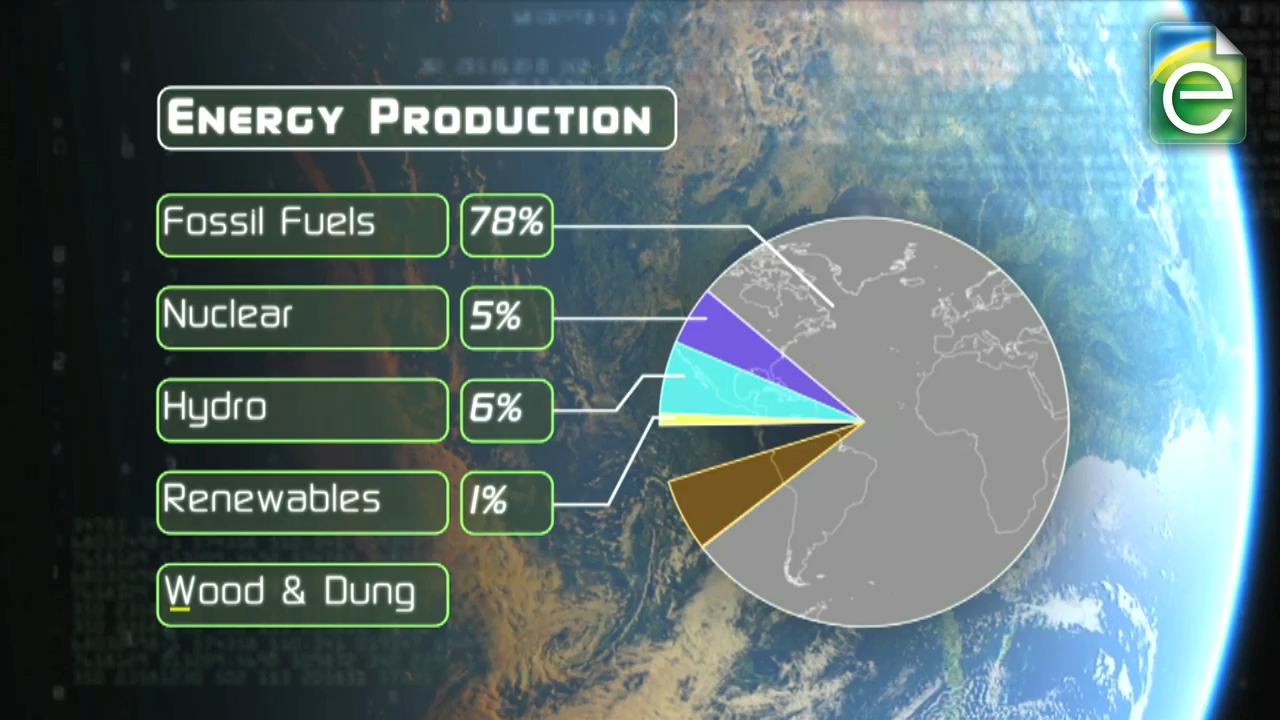 ENERGY PRODUCTION
Fossil Fuels 78%
Nuclear 5%
Hydro 6%
Renewables 1%
Wood & Dung
e